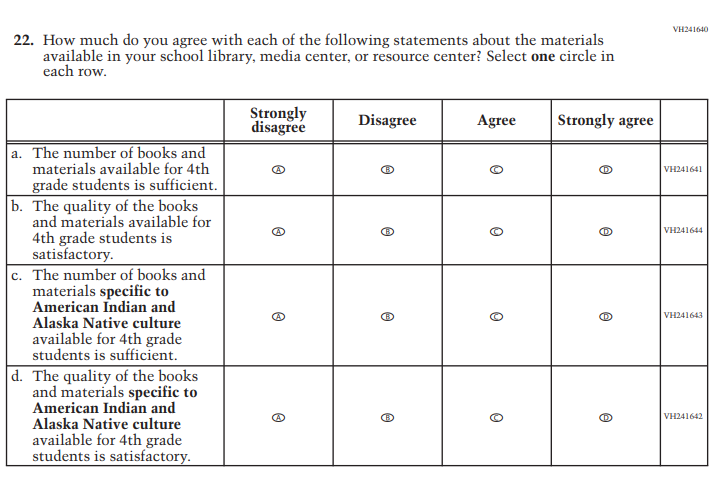 VH241640
22. How much do you agree with each of the following statements about the materials
available in your school library, media center, or resource center? Select one circle in
each row.
Strongly
disagree
Disagree
Agree
Strongly agree
a. The number of books and
materials available for 4th
grade students is sufficient.
A
B
C
D
VH241641
b. The quality of the books
and materials available for
4th grade students is
satisfactory.
A
B
C
D
VH241644
c. The number of books and
materials specific to
American Indian and
Alaska Native culture
available for 4th grade
students is sufficient.
A
B
C
D
VH241643
d. The quality of the books
and materials specific to
American Indian and
Alaska Native culture
available for 4th grade
students is satisfactory.
A
B
C
D
VH241642